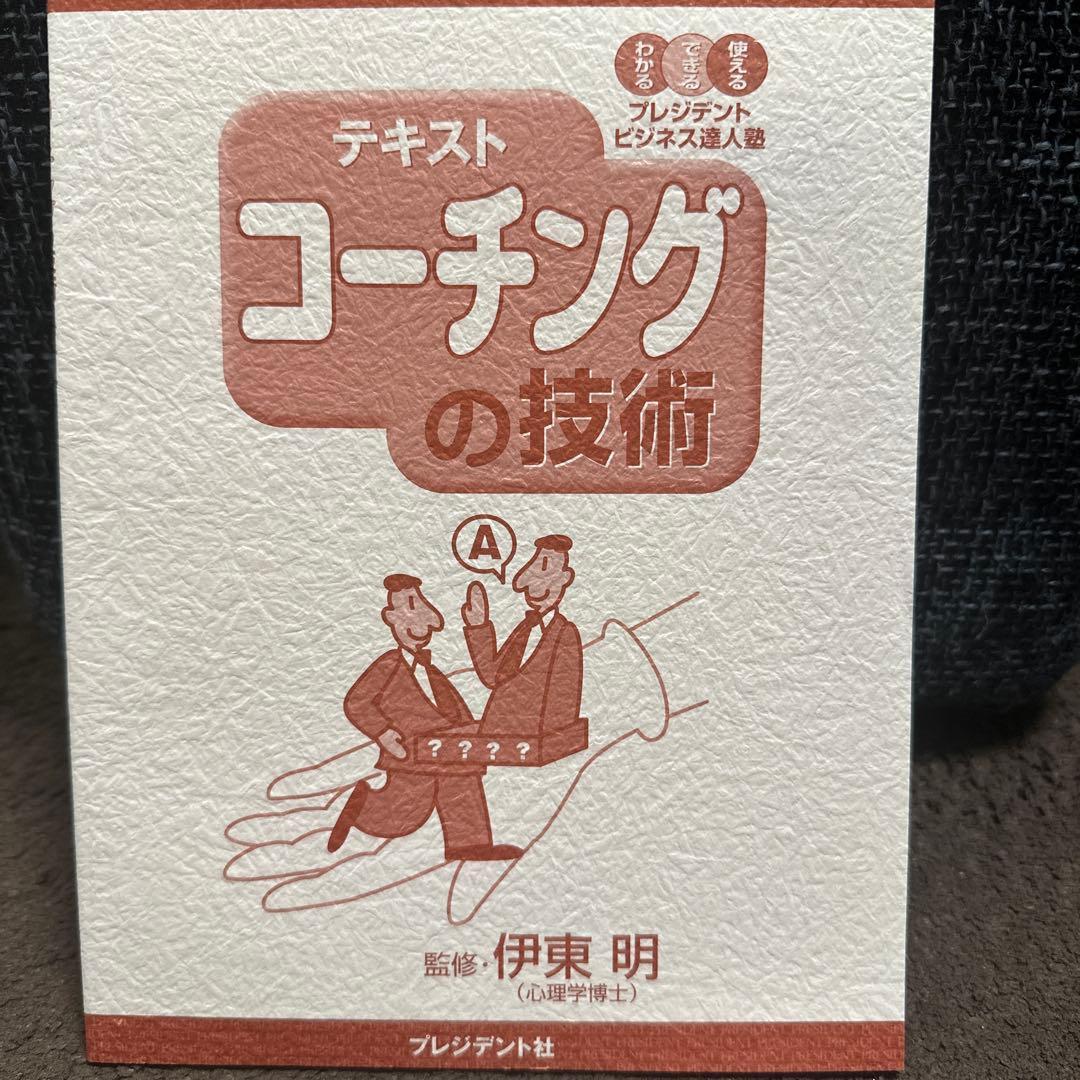 わかる できる 使える
プレジデント
ビジネス達人塾
テキスト
コーチング
の技術
A
? ? ? ?
監修・伊東 明
（心理学博士）
プレジデント社